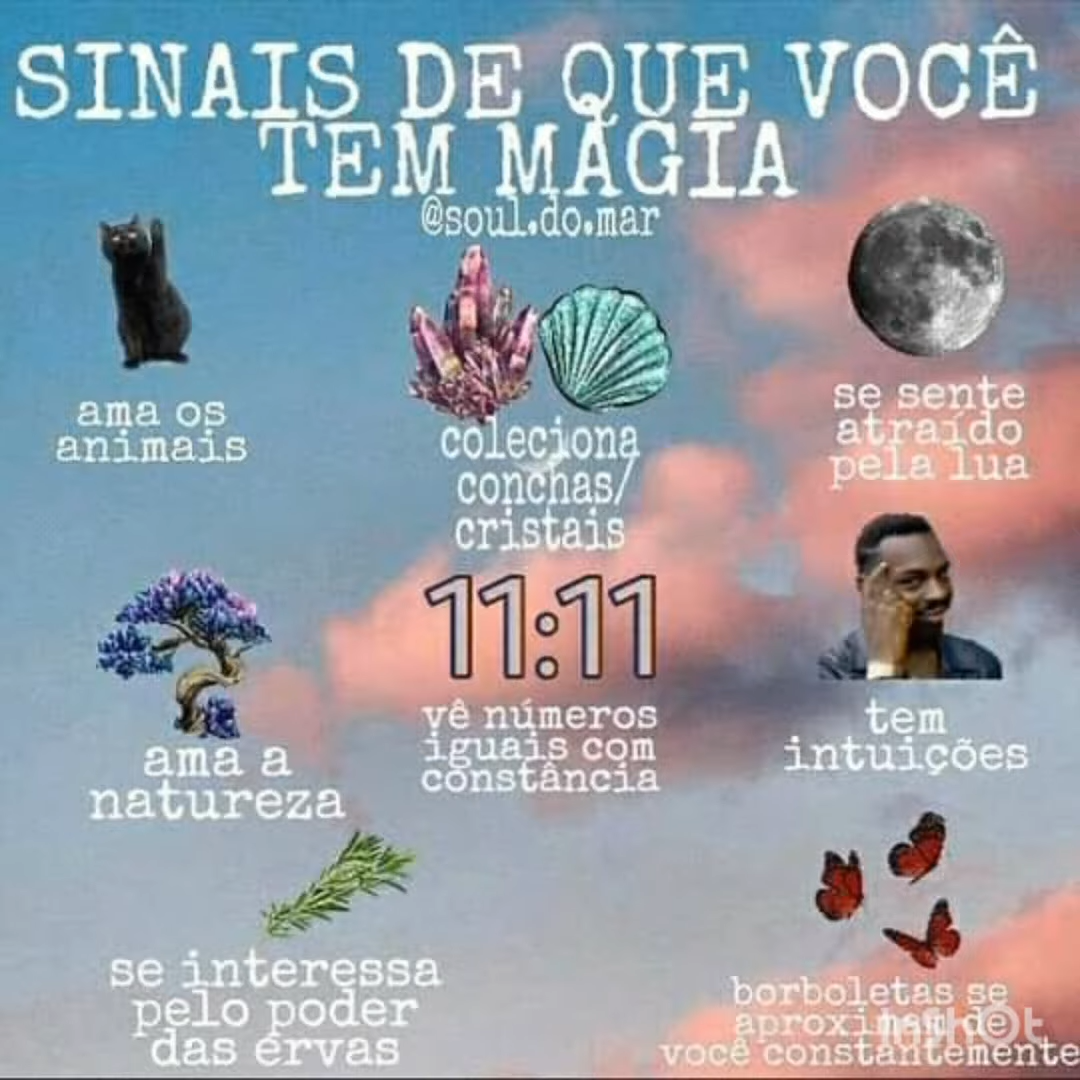 SINAIS DE QUE VOCÊ
TEM MAGIA
@soul.do.mar
ama os
animais
coleciona
conchas/
cristais
se sente
atraído
pela lua
ama a
natureza
11:11
vê números
iguais com
constância
tem
intuições
se interessa
pelo poder
das ervas
borboletas se
aproximam de
você constantemente
InShOt